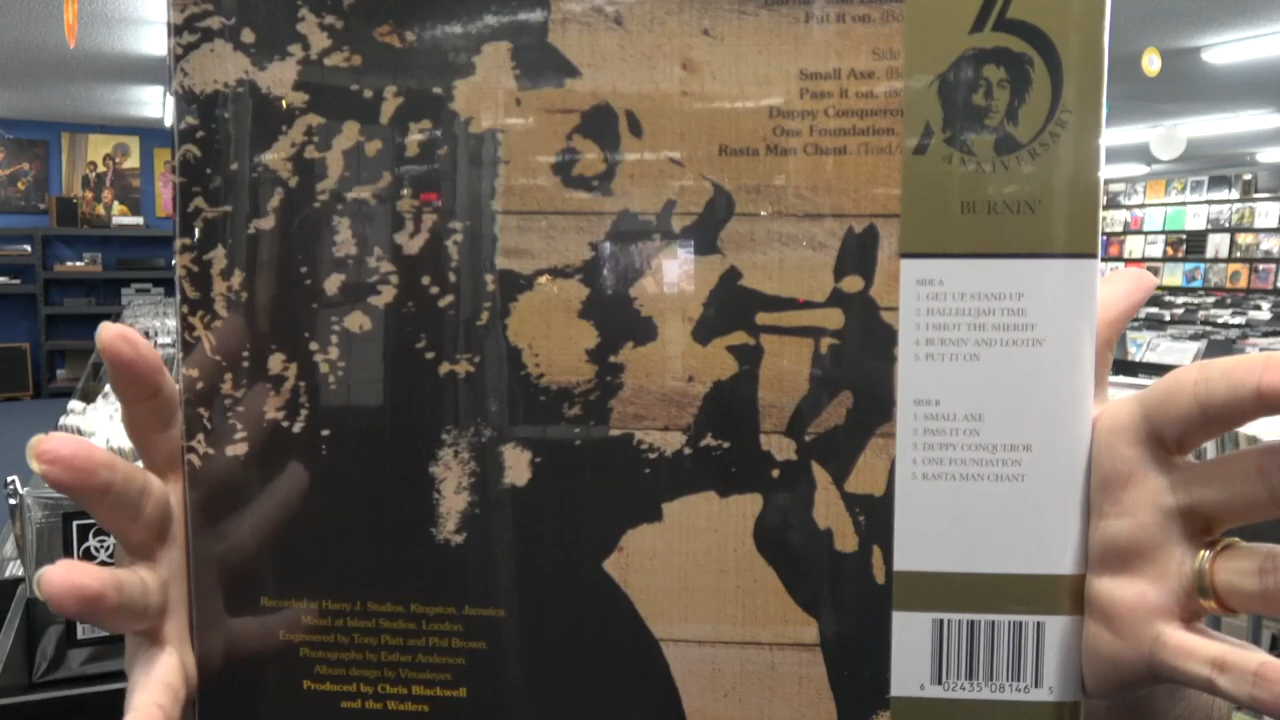 Put it on.
Side
Small Axe.
Pass it on.
Duppy Conqueror
One Foundation.
Rasta Man Chant. (Trad/
Recorded at Harry J. Studios, Kingston, Jamaica.
Mixed at Island Studios, London.
Engineered by Tony Platt and Phil Brown.
Photographs by Esther Anderson.
Album design by Visualeyes.
Produced by Chris Blackwell
and the Wailers
75
ANNIVERSARY
BURNIN'
SIDE A
1. GET UP, STAND UP
2. HALLELUJAH TIME
3. I SHOT THE SHERIFF
4. BURNIN' AND LOOTIN'
5. PUT IT ON
SIDE B
1. SMALL AXE
2. PASS IT ON
3. DUPPY CONQUEROR
4. ONE FOUNDATION
5 RASTA MAN CHANT
6 02435 08146 5